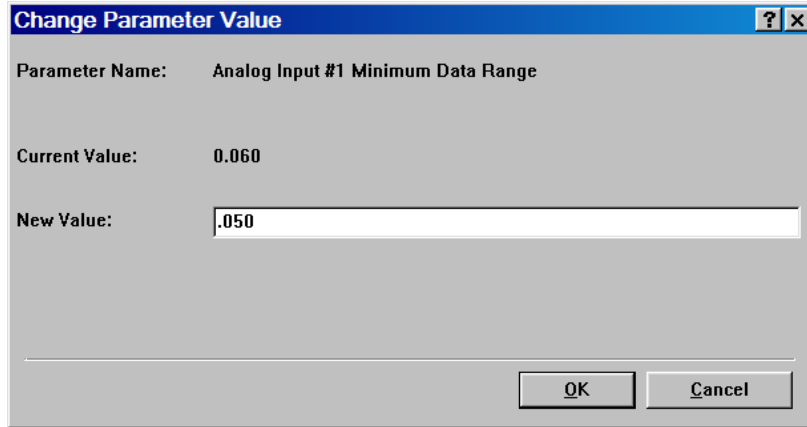 Change Parameter Value
Parameter Name: Analog Input #1 Minimum Data Range
Current Value: 0.060
New Value: .050
OK Cancel